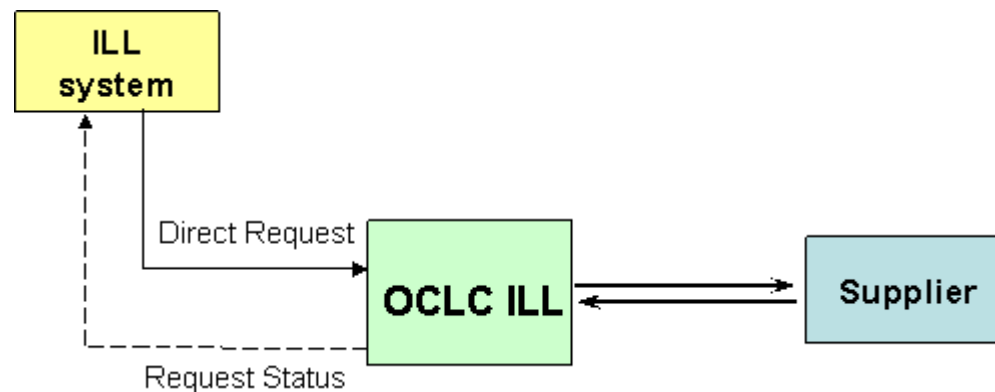 ILL
system
Direct Request
OCLC ILL
Supplier
Request Status